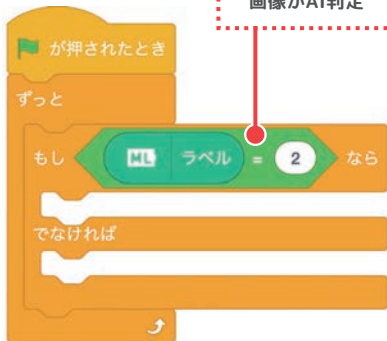 画像かAI判定
が押されたとき
ずっと
もし ML ラベル = 2 なら
でなければ